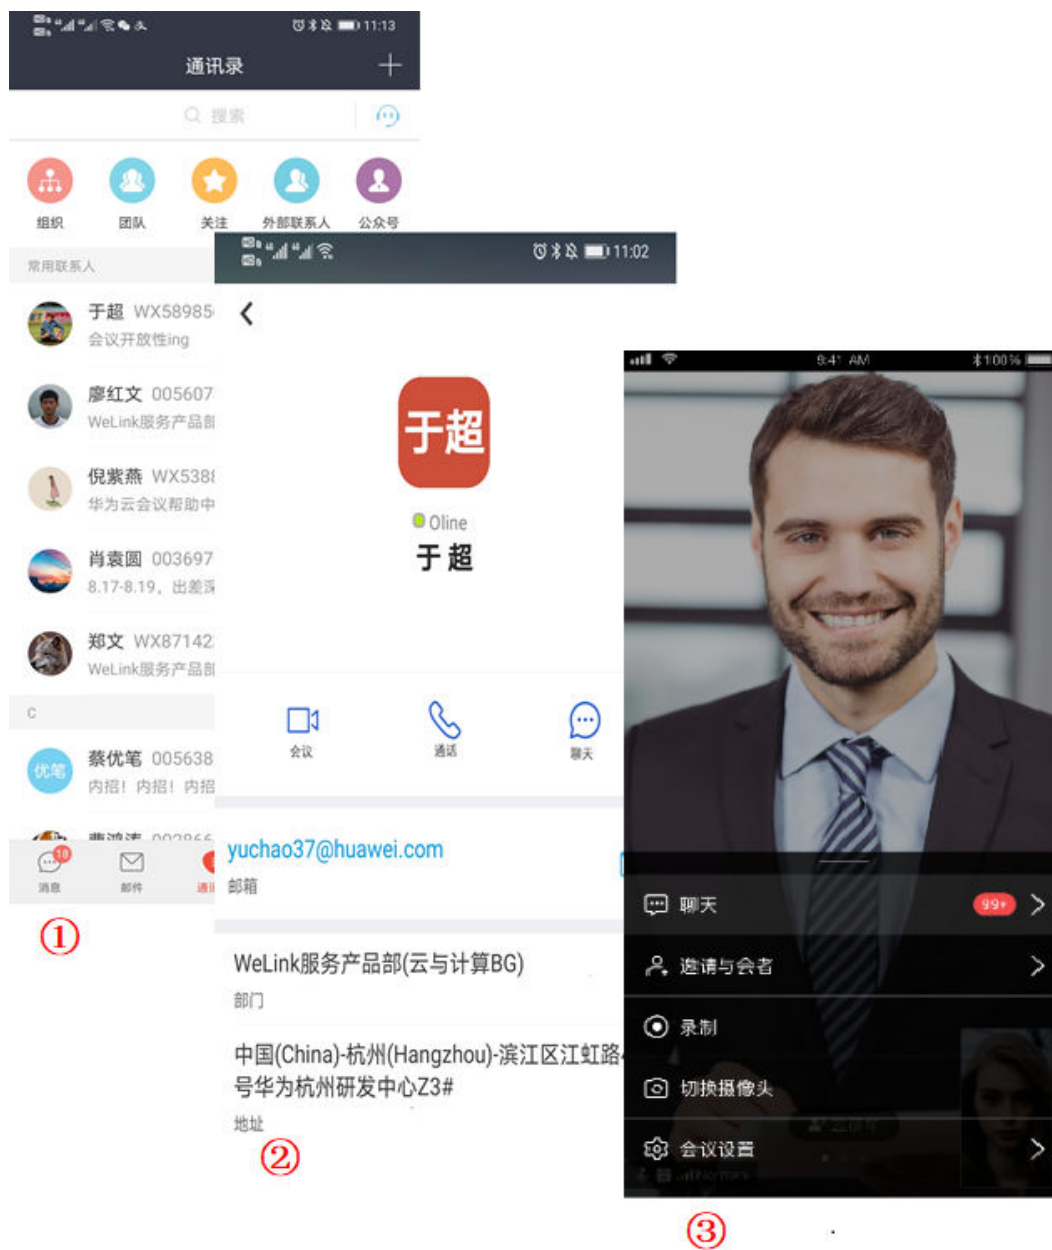 11:13
通讯录
搜索
组织 团队 关注 外部联系人 公众号
常用联系人
于超 WX58985
会议开放性ing
廖红文 005607
WeLink服务产品部
倪紫燕 WX538
华为云会议帮助中
肖袁圆 003697
8.17-8.19，出差深
郑文 WX87142
WeLink服务产品部
C
优笔
蔡优笔 005638
内招！内招！内招
18
消息 邮件
①
11:02
于超
Oline
于超
会议 通话 聊天
yuchao37@huawei.com
邮箱
WeLink服务产品部(云与计算BG)
部门
中国(China)-杭州(Hangzhou)-滨江区江虹路
号华为杭州研发中心Z3#
地址
②
9:41 AM 100%
聊天 99+
邀请与会者
录制
切换摄像头
会议设置
③